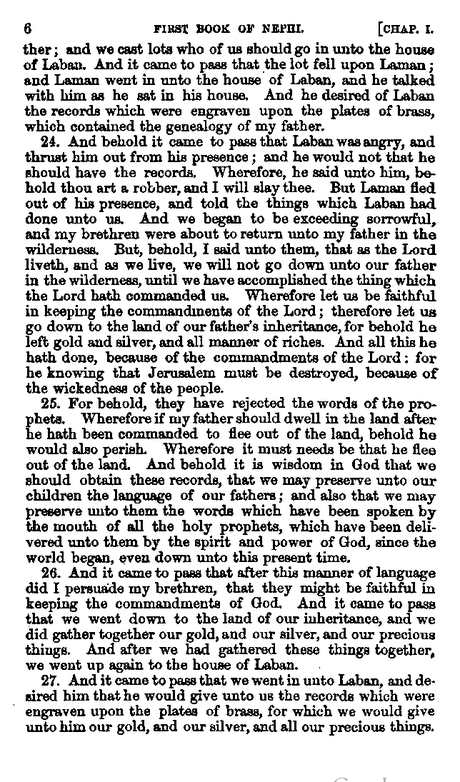 6 FIRST BOOK OF NEPHI. [CHAP. I.
ther; and we cast lots who of us should go in unto the house
of Laban. And it came to pass that the lot fell upon Laman;
and Laman went in unto the house of Laban, and he talked
with him as he sat in his house. And he desired of Laban
the records which were engraven upon the plates of brass,
which contained the genealogy of my father.
24. And behold it came to pass that Laban was angry, and
thrust him out from his presence; and he would not that he
should have the records. Wherefore, he said unto him, be-
hold thou art a robber, and I will slay thee. But Laman fled
out of his presence, and told the things which Laban had
done unto us. And we began to be exceeding sorrowful,
and my brethren were about to return unto my father in the
wilderness. But, behold, I said unto them, that as the Lord
liveth, and as we live, we will not go down unto our father
in the wilderness, until we have accomplished the thing which
the Lord hath commanded us. Wherefore let us be faithful
in keeping the commandments of the Lord; therefore let us
go down to the land of our father's inheritance, for behold he
left gold and silver, and all manner of riches. And all this he
hath done, because of the commandments of the Lord: for
he knowing that Jerusalem must be destroyed, because of
the wickedness of the people.
25. For behold, they have rejected the words of the pro-
phets. Wherefore if my father should dwell in the land after
he hath been commanded to flee out of the land, behold he
would also perish. Wherefore it must needs be that he flee
out of the land. And behold it is wisdom in God that we
should obtain these records, that we may preserve unto our
children the language of our fathers; and also that we may
preserve unto them the words which have been spoken by
the mouth of all the holy prophets, which have been deli-
vered unto them by the spirit and power of God, since the
world began, even down unto this present time.
26. And it came to pass that after this manner of language
did I persuade my brethren, that they might be faithful in
keeping the commandments of God. And it came to pass
that we went down to the land of our inheritance, and we
did gather together our gold, and our silver, and our precious
things. And after we had gathered these things together,
we went up again to the house of Laban.
27. And it came to pass that we went in unto Laban, and de-
sired him that he would give unto us the records which were
engraven upon the plates of brass, for which we would give
unto him our gold, and our silver, and all our precious things.